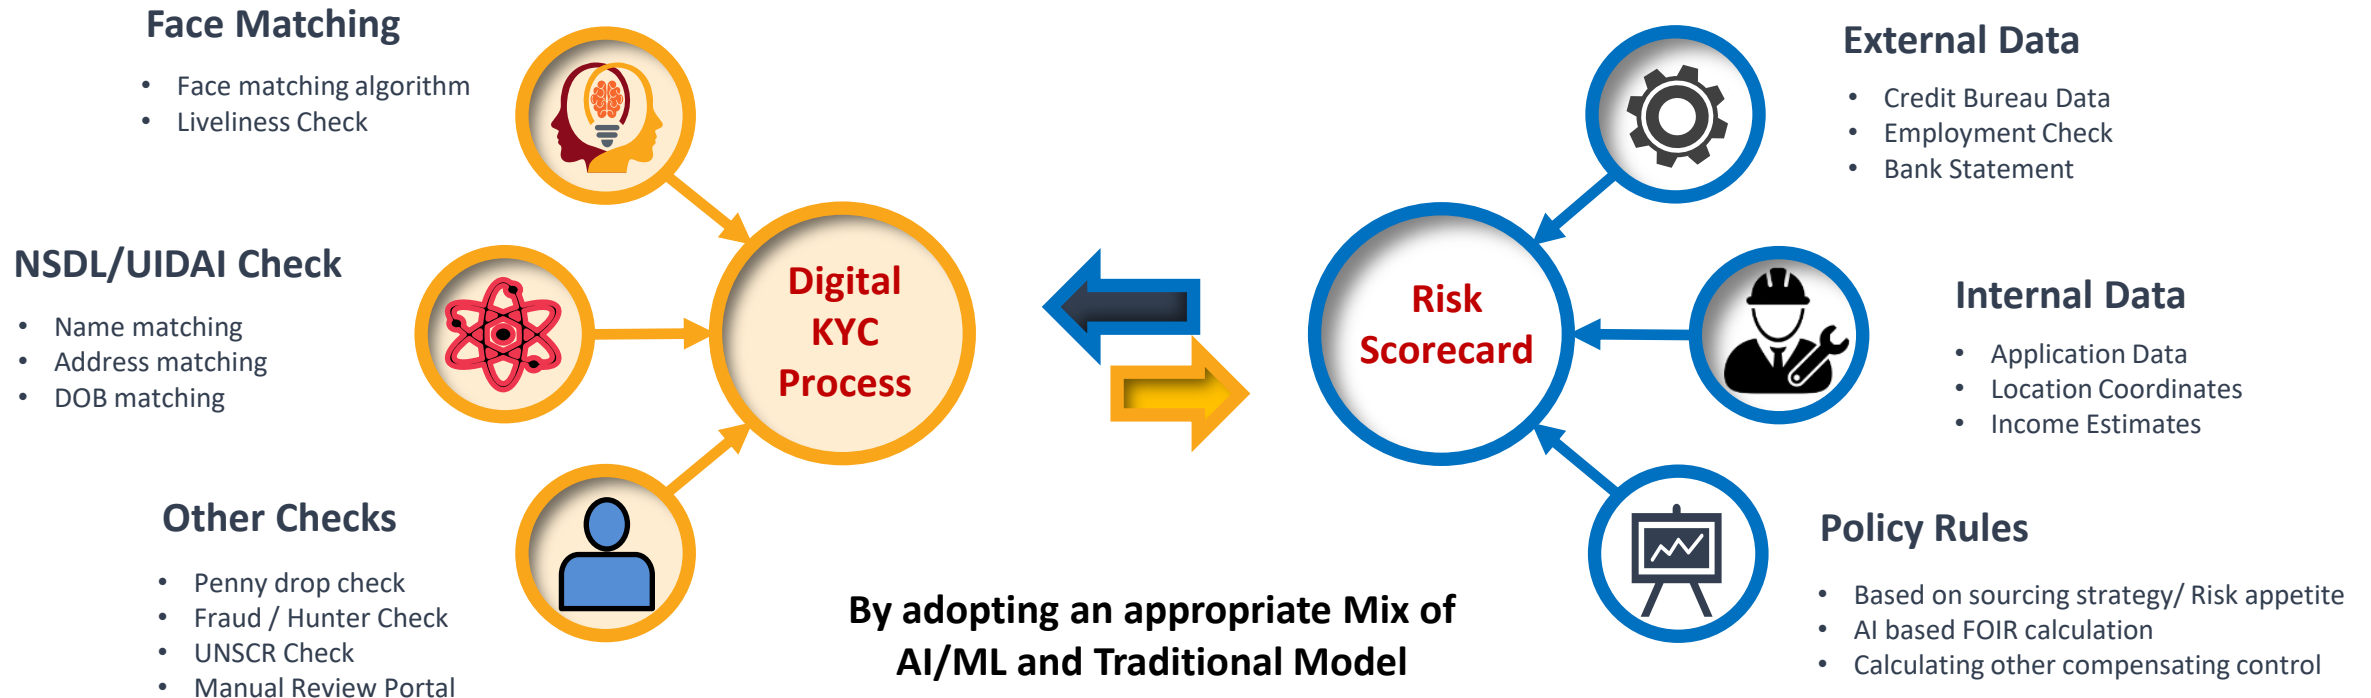 Face Matching
• Face matching algorithm
• Liveliness Check
NSDL/UIDAI Check
• Name matching
• Address matching
• DOB matching
Other Checks
• Penny drop check
• Fraud / Hunter Check
• UNSCR Check
• Manual Review Portal
Digital
KYC
Process
By adopting an appropriate Mix of
AI/ML and Traditional Model
Risk
Scorecard
External Data
• Credit Bureau Data
• Employment Check
• Bank Statement
Internal Data
• Application Data
• Location Coordinates
• Income Estimates
Policy Rules
• Based on sourcing strategy/ Risk appetite
• AI based FOIR calculation
• Calculating other compensating control